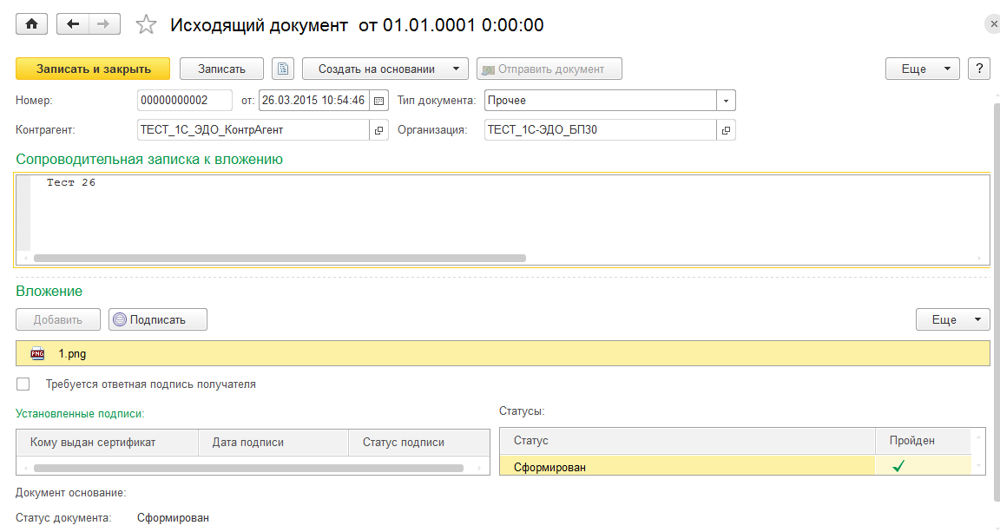 Исходящий документ от 01.01.0001 0:00:00
Записать и закрыть Записать Создать на основании Отправить документ Еще ?
Номер: 00000000002 от: 26.03.2015 10:54:46 Тип документа: Прочее
Контрагент: ТЕСТ_1С_ЭДО_КонтрАгент Организация: ТЕСТ_1С-ЭДО_БП30
Сопроводительная записка к вложению
Тест 26
Вложение
Добавить Подписать Еще
PNG 1.png
Требуется ответная подпись получателя
Установленные подписи: Статусы:
Кому выдан сертификат Дата подписи Статус подписи Статус Пройден
Сформирован
Документ основание:
Статус документа: Сформирован